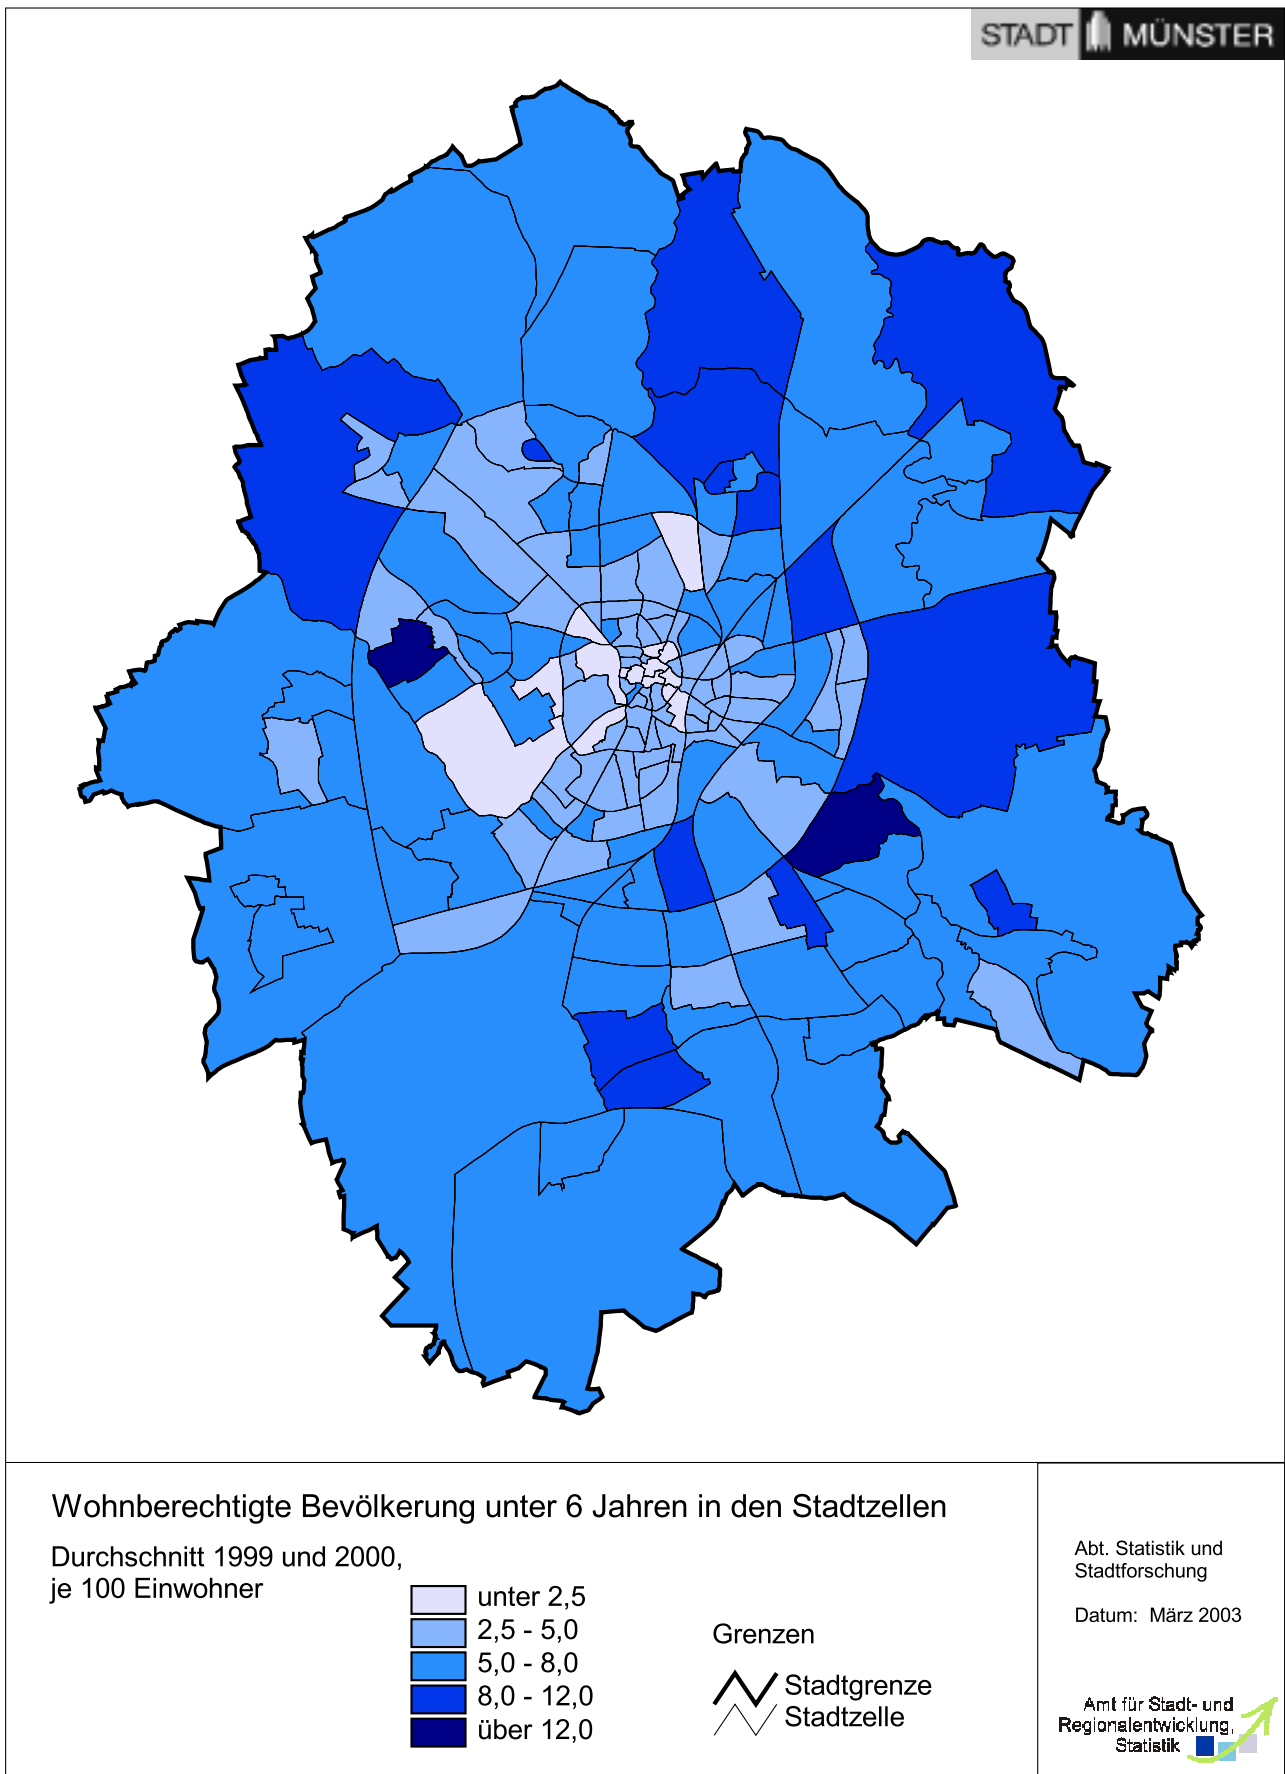 STADT MÜNSTER
Wohnberechtigte Bevölkerung unter 6 Jahren in den Stadtzellen
Durchschnitt 1999 und 2000,
je 100 Einwohner
unter 2,5
2,5 - 5,0
5,0 - 8,0
8,0 - 12,0
über 12,0
Grenzen
Stadtgrenze
Stadtzelle
Abt. Statistik und
Stadtforschung
Datum: März 2003
Amt für Stadt- und
Regionalentwicklung,
Statistik